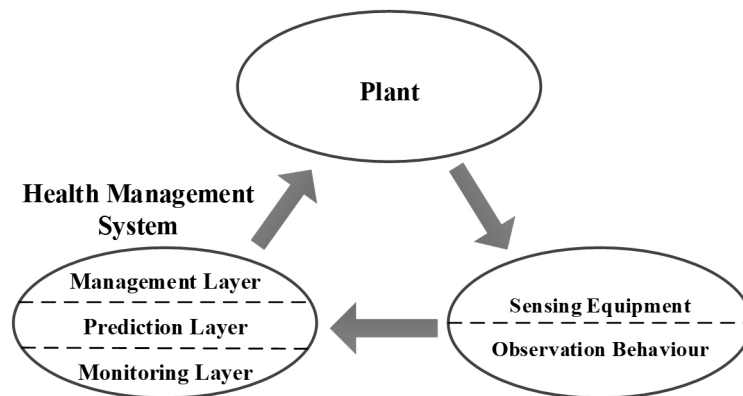 Plant
Health Management
System
Management Layer
Prediction Layer
Monitoring Layer
Sensing Equipment
Observation Behaviour